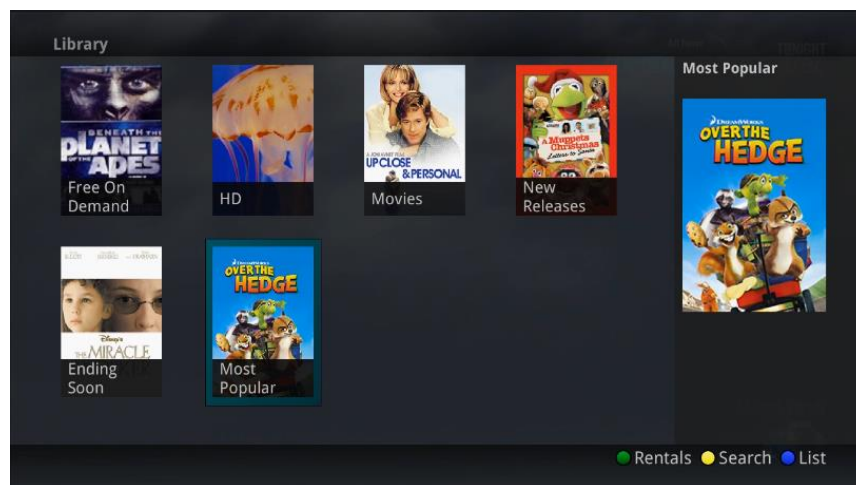 Library
BENEATH THE
PLANET
OF THE
APES
Free On
Demand
HD
UP CLOSE
& PERSONAL
Movies
A Muppets
Christmas
Letters to Santa
New
Releases
Disney's
THE MIRACLE
Ending
Soon
DREAMWORKS
OVER THE
HEDGE
Most
Popular
Most Popular
DREAMWORKS
OVER THE
HEDGE
Rentals
Search
List